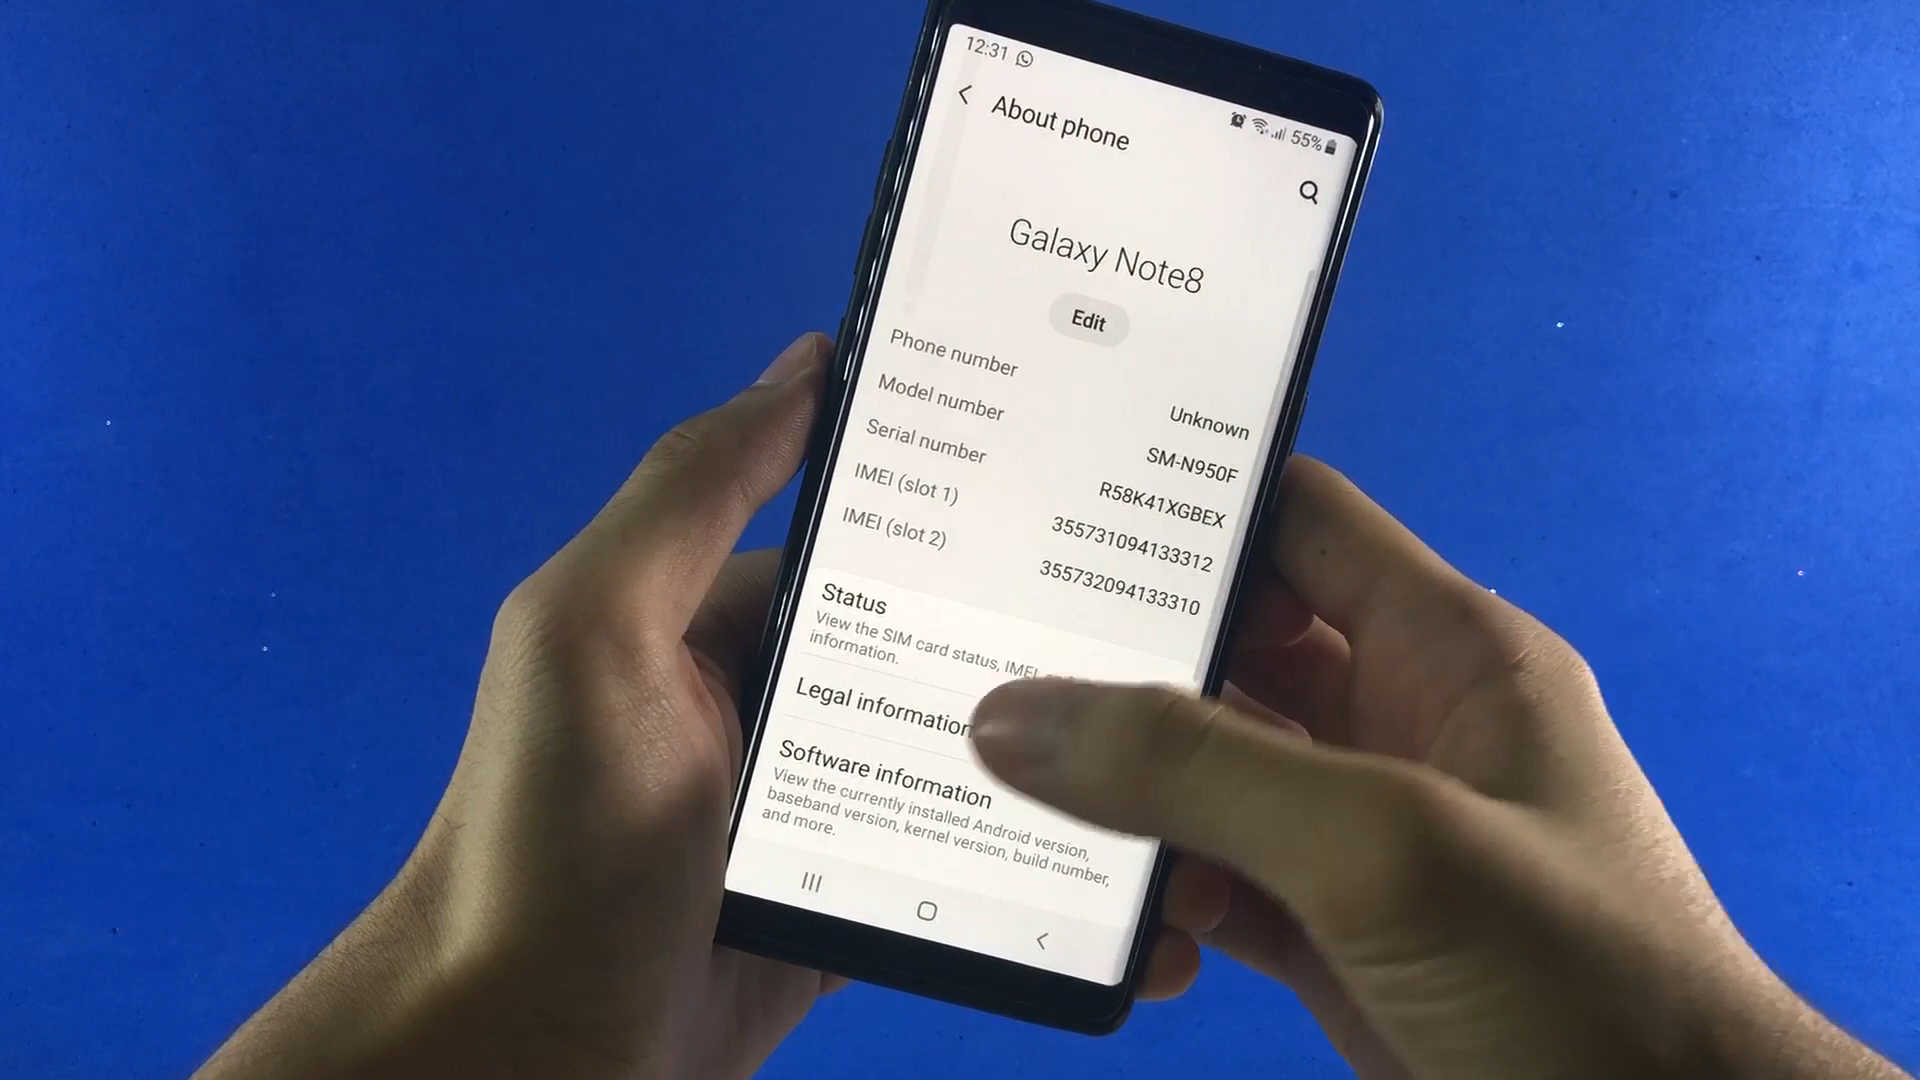 12:31
55%
About phone
Galaxy Note8
Edit
Phone number
Unknown
Model number
SM-N950F
Serial number
R58K41XGBEX
IMEI (slot 1)
355731094133312
IMEI (slot 2)
355732094133310
Status
View the SIM card status, IMEI
information.
Legal information
Software information
View the currently installed Android version,
baseband version, kernel version, build number,
and more.